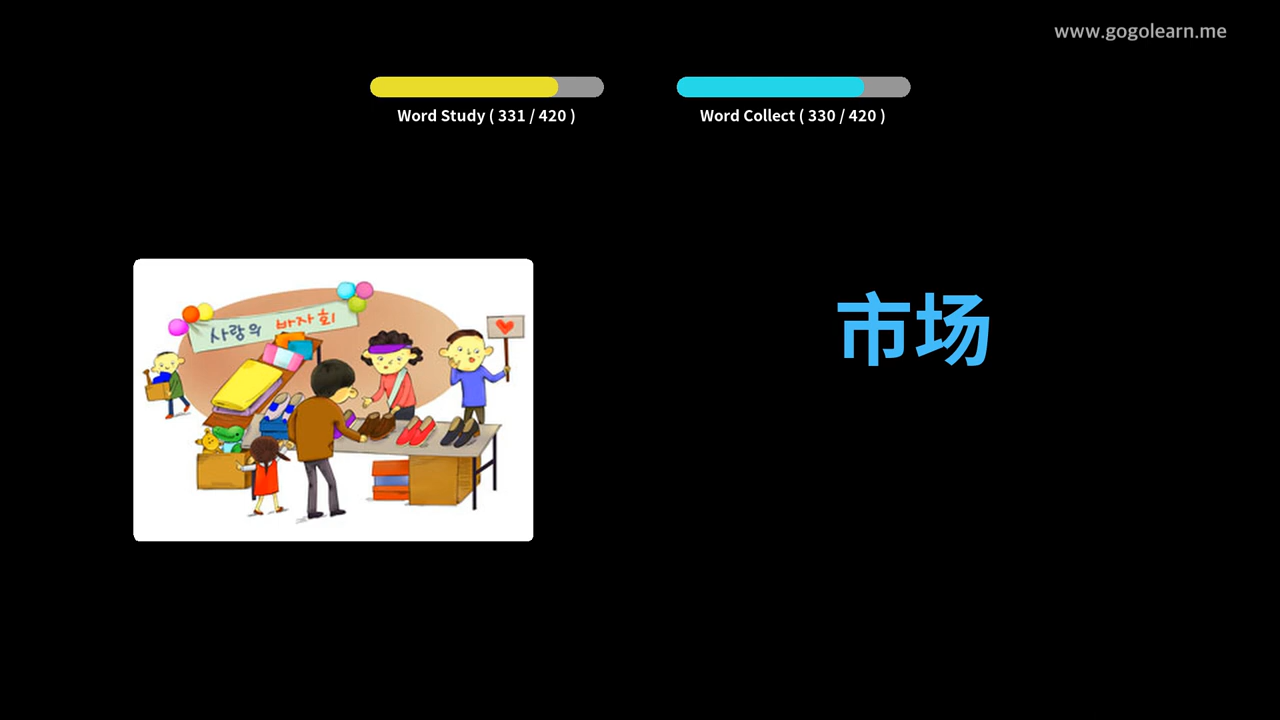 www.gogolearn.me
Word Study ( 331 / 420 )
Word Collect ( 330 / 420 )
사랑의 바자회
市场